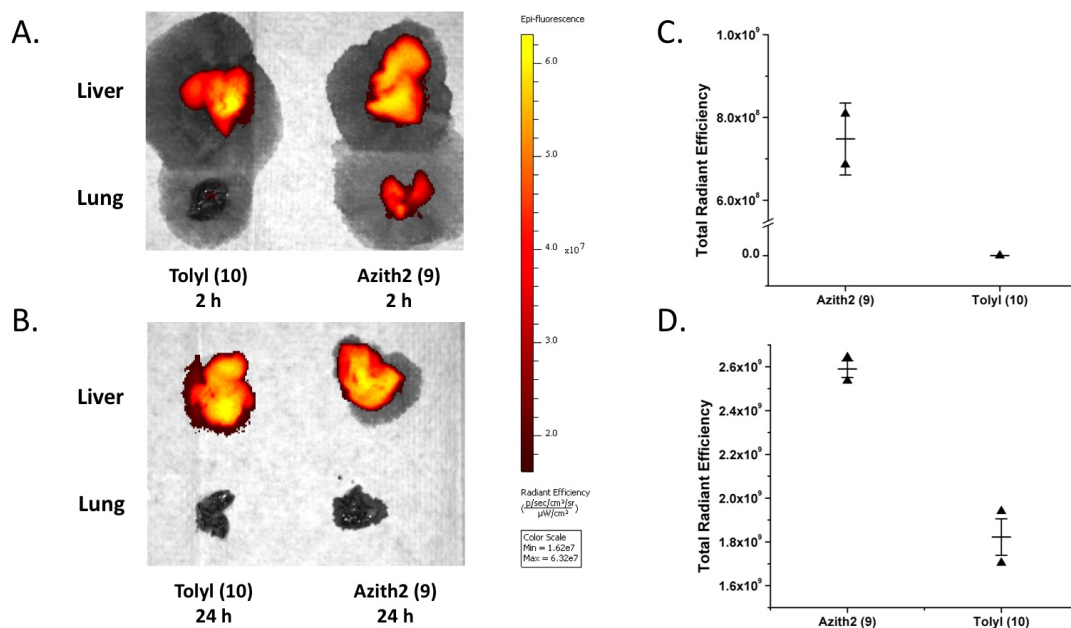 A.
Liver
Lung
Tolyl (10)
2 h
Azith2 (9)
2 h
B.
Liver
Lung
Tolyl (10)
24 h
Azith2 (9)
24 h
Epi-fluorescence
6.0
5.0
4.0
x10⁷
3.0
2.0
Radiant Efficiency
(p/sec/cm²/sr
µW/cm²)
Color Scale
Min = 1.62e7
Max = 6.32e7
C.
Total Radiant Efficiency
1.0x10⁹
8.0x10⁸
6.0x10⁸
0.0
Azith2 (9)
Tolyl (10)
D.
Total Radiant Efficiency
2.6x10⁹
2.4x10⁹
2.2x10⁹
2.0x10⁹
1.8x10⁹
1.6x10⁹
Azith2 (9)
Tolyl (10)